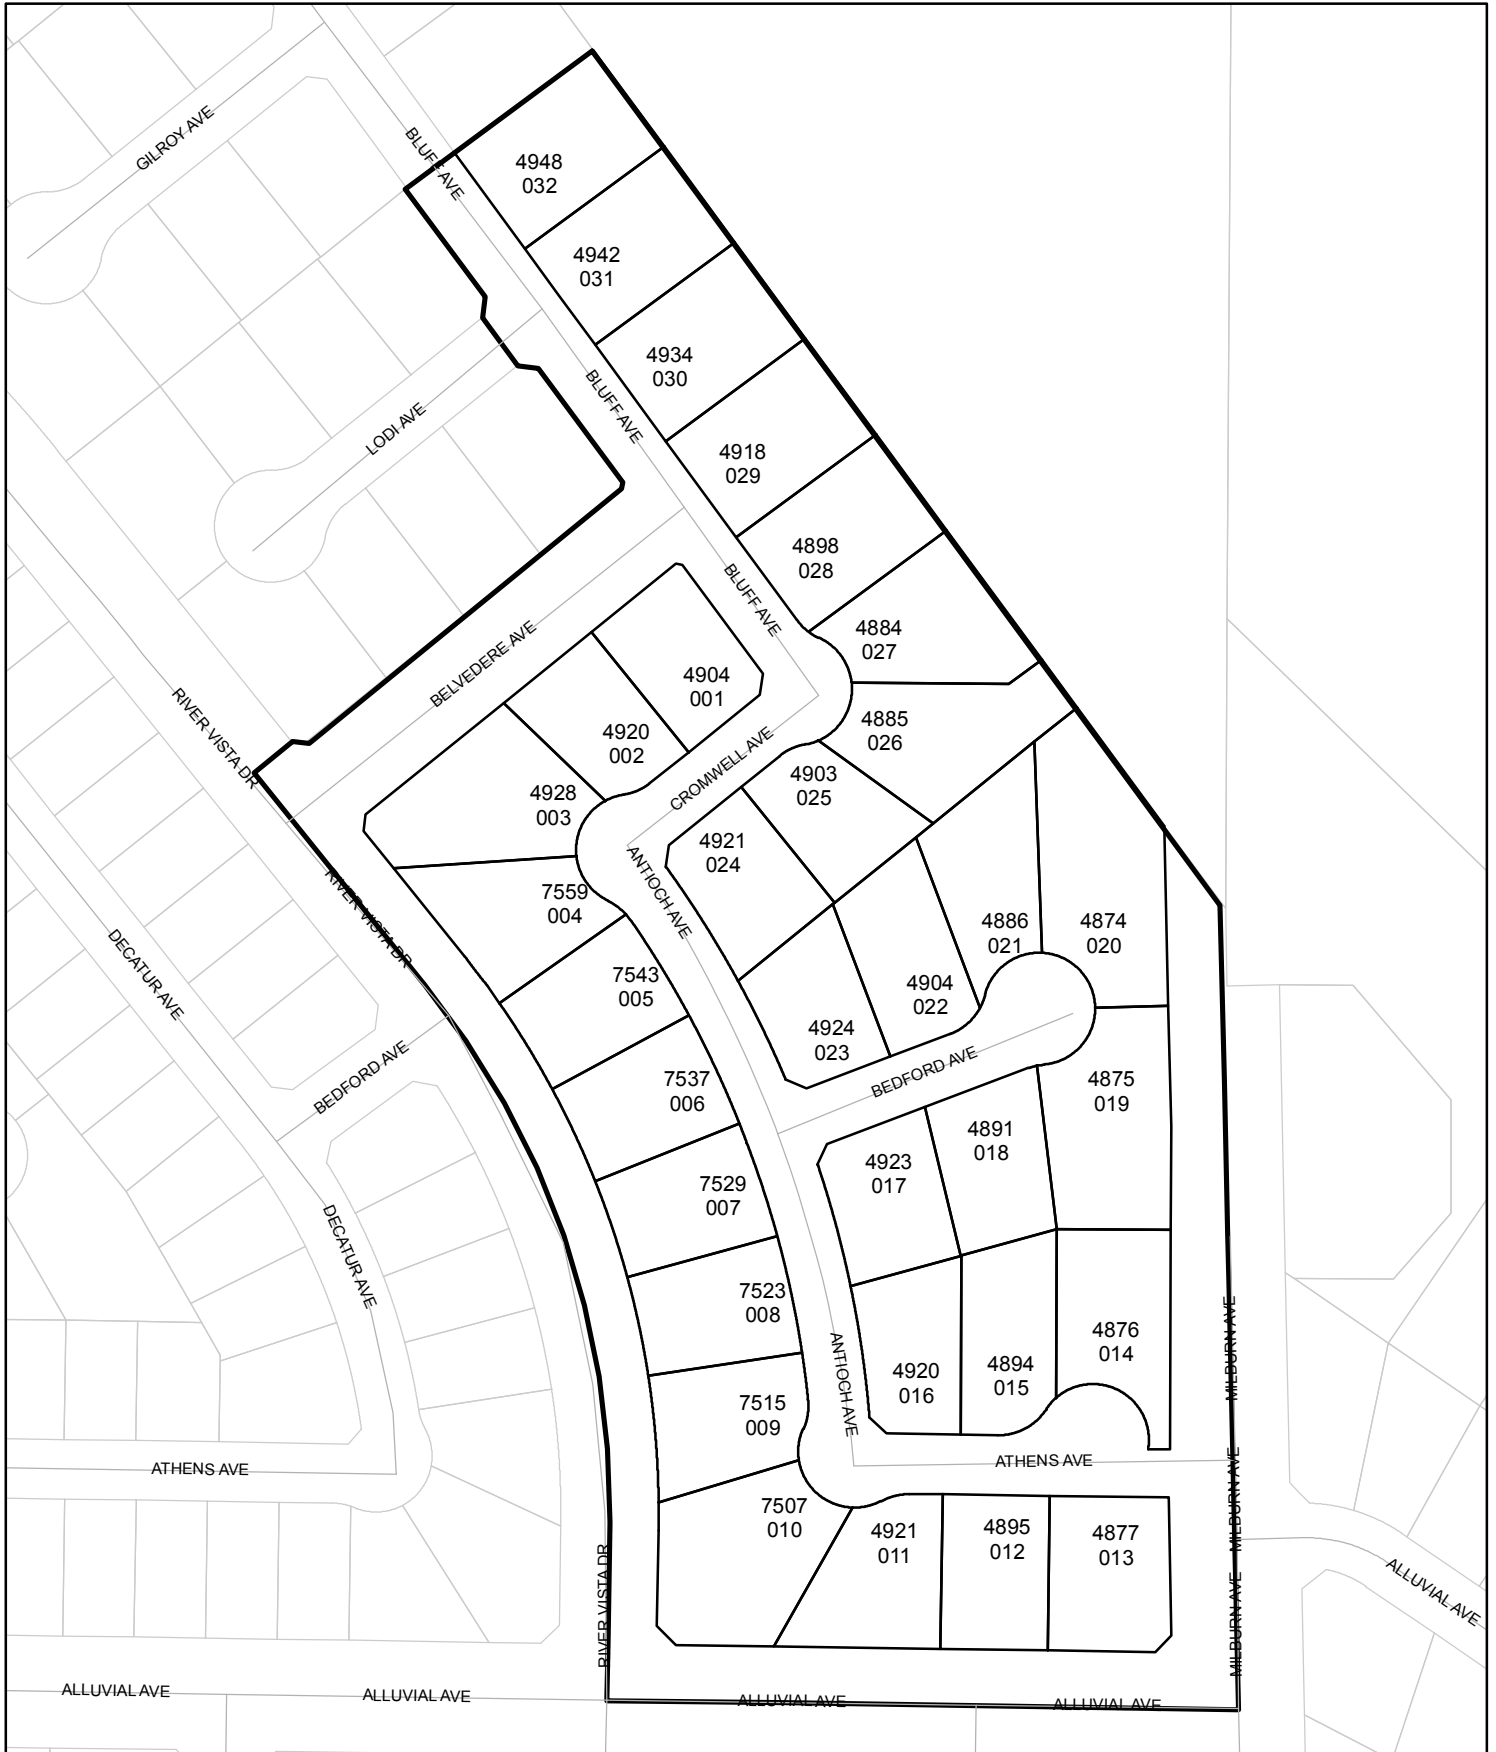 GILROY AVE
BLUFF AVE
4948
032
4942
031
4934
030
BLUFF AVE
LODI AVE
4918
029
4898
028
BLUFF AVE
4884
027
BELVEDERE AVE
4904
001
RIVER VISTA DR
4920
002
4885
026
CROMWELL AVE
4903
025
4928
003
4921
024
ANTIOCH AVE
7559
004
RIVER VISTA DR
4886
021
4874
020
DECATUR AVE
7543
005
4904
022
4924
023
BEDFORD AVE
BEDFORD AVE
7537
006
4875
019
4891
018
4923
017
7529
007
DECATUR AVE
7523
008
MILBURN AVE
4876
014
ANTIOCH AVE
4920
016
4894
015
7515
009
ATHENS AVE
ATHENS AVE
MILBURN AVE
7507
010
4921
011
4895
012
4877
013
ALLUVIAL AVE
RIVER VISTA DR
MILBURN AVE
ALLUVIAL AVE
ALLUVIAL AVE
ALLUVIAL AVE
ALLUVIAL AVE